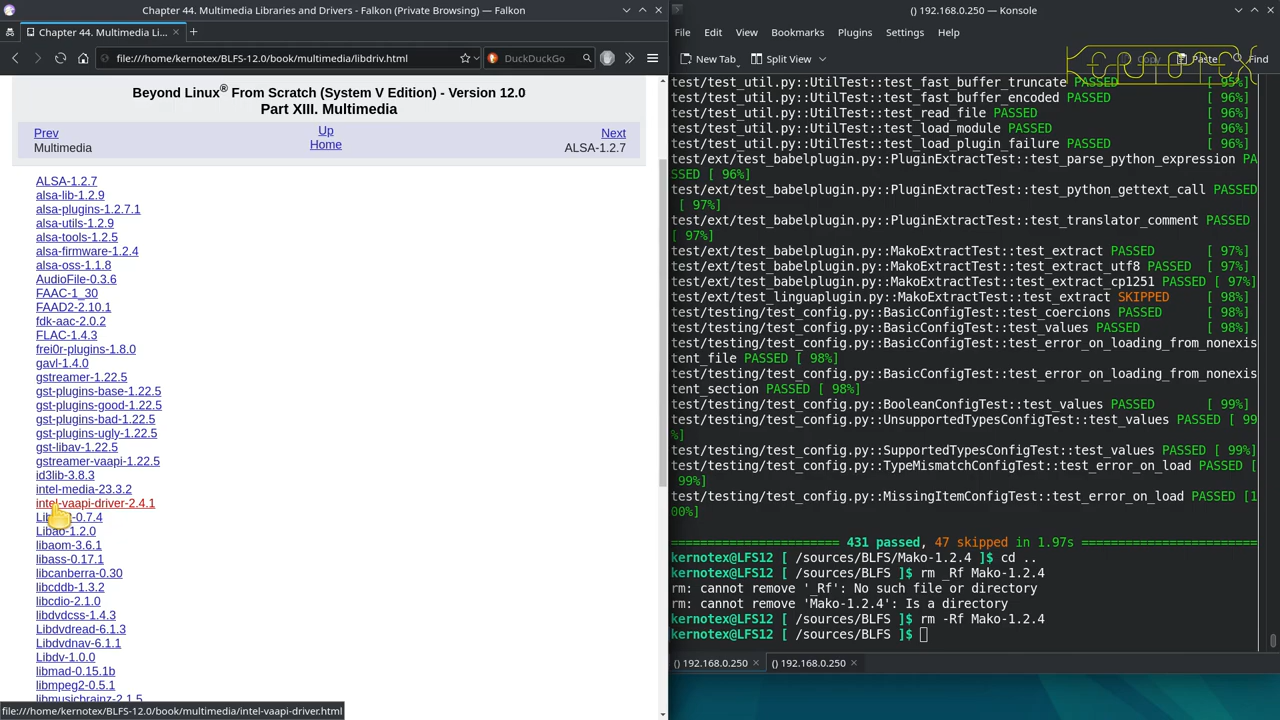 Chapter 44. Multimedia Libraries and Drivers - Falkon (Private Browsing) — Falkon
Chapter 44. Multimedia Li...
file:///home/kernotex/BLFS-12.0/book/multimedia/libdriv.html
DuckDuckGo
Beyond Linux® From Scratch (System V Edition) - Version 12.0
Part XIII. Multimedia
Prev
Up
Next
Multimedia
Home
ALSA-1.2.7
ALSA-1.2.7
alsa-lib-1.2.9
alsa-plugins-1.2.7.1
alsa-utils-1.2.9
alsa-tools-1.2.5
alsa-firmware-1.2.4
alsa-oss-1.1.8
AudioFile-0.3.6
FAAC-1_30
FAAD2-2.10.1
fdk-aac-2.0.2
FLAC-1.4.3
frei0r-plugins-1.8.0
gavl-1.4.0
gstreamer-1.22.5
gst-plugins-base-1.22.5
gst-plugins-good-1.22.5
gst-plugins-bad-1.22.5
gst-plugins-ugly-1.22.5
gst-libav-1.22.5
gstreamer-vaapi-1.22.5
id3lib-3.8.3
intel-media-23.3.2
intel-vaapi-driver-2.4.1
-0.7.4
Libao-1.2.0
libaom-3.6.1
libass-0.17.1
libcanberra-0.30
libcddb-1.3.2
libcdio-2.1.0
libdvdcss-1.4.3
Libdvdread-6.1.3
Libdvdnav-6.1.1
Libdv-1.0.0
libmad-0.15.1b
libmpeg2-0.5.1
libmusicbrainz-2.1.5
file:///home/kernotex/BLFS-12.0/book/multimedia/intel-vaapi-driver.html
() 192.168.0.250 — Konsole
File Edit View Bookmarks Plugins Settings Help
New Tab Split View Copy Paste Find
Kernotex
test/test_util.py::UtilTest::test_fast_buffer_truncate PASSED [ 95%]
test/test_util.py::UtilTest::test_fast_buffer_encoded PASSED [ 96%]
test/test_util.py::UtilTest::test_read_file PASSED [ 96%]
test/test_util.py::UtilTest::test_load_module PASSED [ 96%]
test/test_util.py::UtilTest::test_load_plugin_failure PASSED [ 96%]
test/ext/test_babelplugin.py::PluginExtractTest::test_parse_python_expression PA
SSED [ 96%]
test/ext/test_babelplugin.py::PluginExtractTest::test_python_gettext_call PASSED
[ 97%]
test/ext/test_babelplugin.py::PluginExtractTest::test_translator_comment PASSED
[ 97%]
test/ext/test_babelplugin.py::MakoExtractTest::test_extract PASSED [ 97%]
test/ext/test_babelplugin.py::MakoExtractTest::test_extract_utf8 PASSED [ 97%]
test/ext/test_babelplugin.py::MakoExtractTest::test_extract_cp1251 PASSED [ 97%]
test/ext/test_linguaplugin.py::MakoExtractTest::test_extract SKIPPED [ 98%]
test/testing/test_config.py::BasicConfigTest::test_coercions PASSED [ 98%]
test/testing/test_config.py::BasicConfigTest::test_values PASSED [ 98%]
test/testing/test_config.py::BasicConfigTest::test_error_on_loading_from_nonexis
tent_file PASSED [ 98%]
test/testing/test_config.py::BasicConfigTest::test_error_on_loading_from_nonexis
tent_section PASSED [ 98%]
test/testing/test_config.py::BooleanConfigTest::test_values PASSED [ 99%]
test/testing/test_config.py::UnsupportedTypesConfigTest::test_values PASSED [ 99
%]
test/testing/test_config.py::SupportedTypesConfigTest::test_values PASSED [ 99%]
test/testing/test_config.py::TypeMismatchConfigTest::test_error_on_load PASSED [
99%]
test/testing/test_config.py::MissingItemConfigTest::test_error_on_load PASSED [1
00%]
====================== 431 passed, 47 skipped in 1.97s =======================
kernotex@LFS12 [ /sources/BLFS/Mako-1.2.4 ]$ cd ..
kernotex@LFS12 [ /sources/BLFS ]$ rm _Rf Mako-1.2.4
rm: cannot remove '_Rf': No such file or directory
rm: cannot remove 'Mako-1.2.4': Is a directory
kernotex@LFS12 [ /sources/BLFS ]$ rm -Rf Mako-1.2.4
kernotex@LFS12 [ /sources/BLFS ]$
() 192.168.0.250 () 192.168.0.250